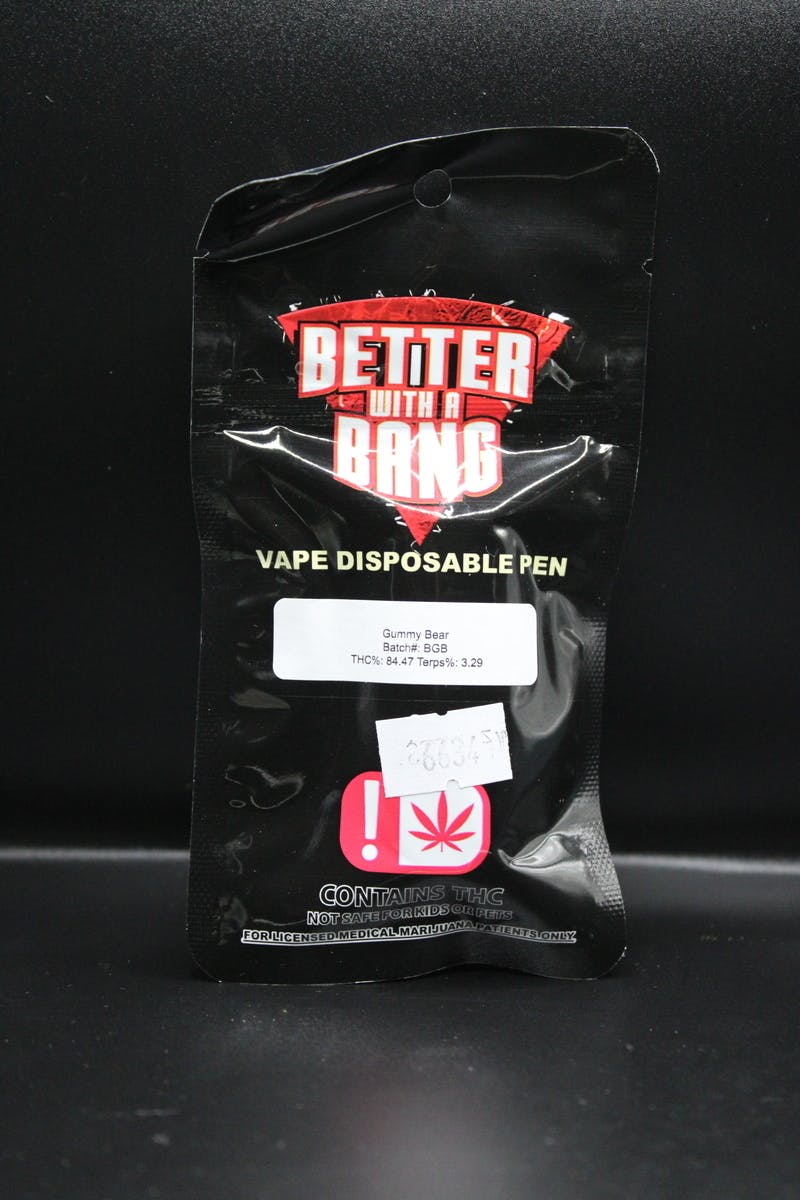 BETTER
WITH A
BANG
VAPE DISPOSABLE PEN
Gummy Bear
Batch#: BGB
THC%: 84.47 Terps%: 3.29
!
CONTAINS THC
NOT SAFE FOR KIDS OR PETS
FOR LICENSED MEDICAL MARIJUANA PATIENTS ONLY